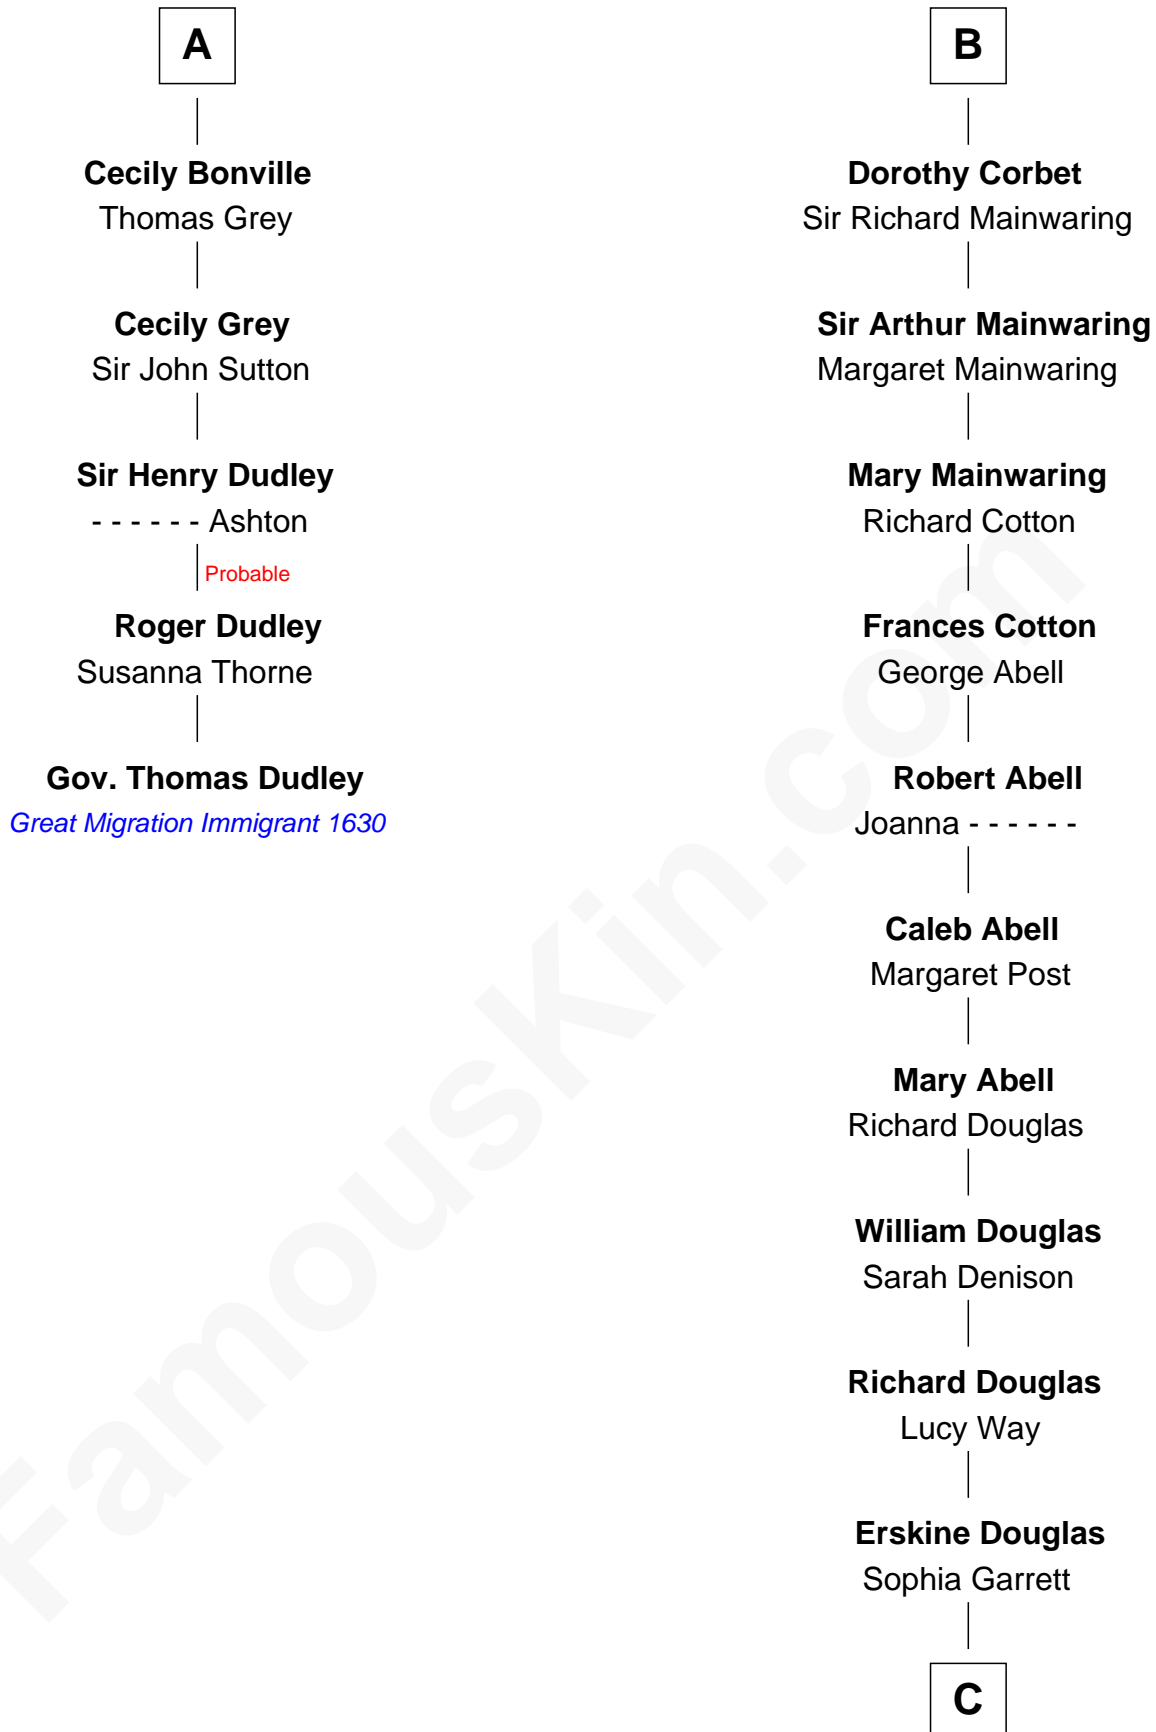 A
Cecily Bonville
Thomas Grey
Cecily Grey
Sir John Sutton
Sir Henry Dudley
- - - - - - Ashton
Probable
Roger Dudley
Susanna Thorne
Gov. Thomas Dudley
Great Migration Immigrant 1630
B
Dorothy Corbet
Sir Richard Mainwaring
Sir Arthur Mainwaring
Margaret Mainwaring
Mary Mainwaring
Richard Cotton
Frances Cotton
George Abell
Robert Abell
Joanna - - - - - -
Caleb Abell
Margaret Post
Mary Abell
Richard Douglas
William Douglas
Sarah Denison
Richard Douglas
Lucy Way
Erskine Douglas
Sophia Garrett
C
FamousKin.com